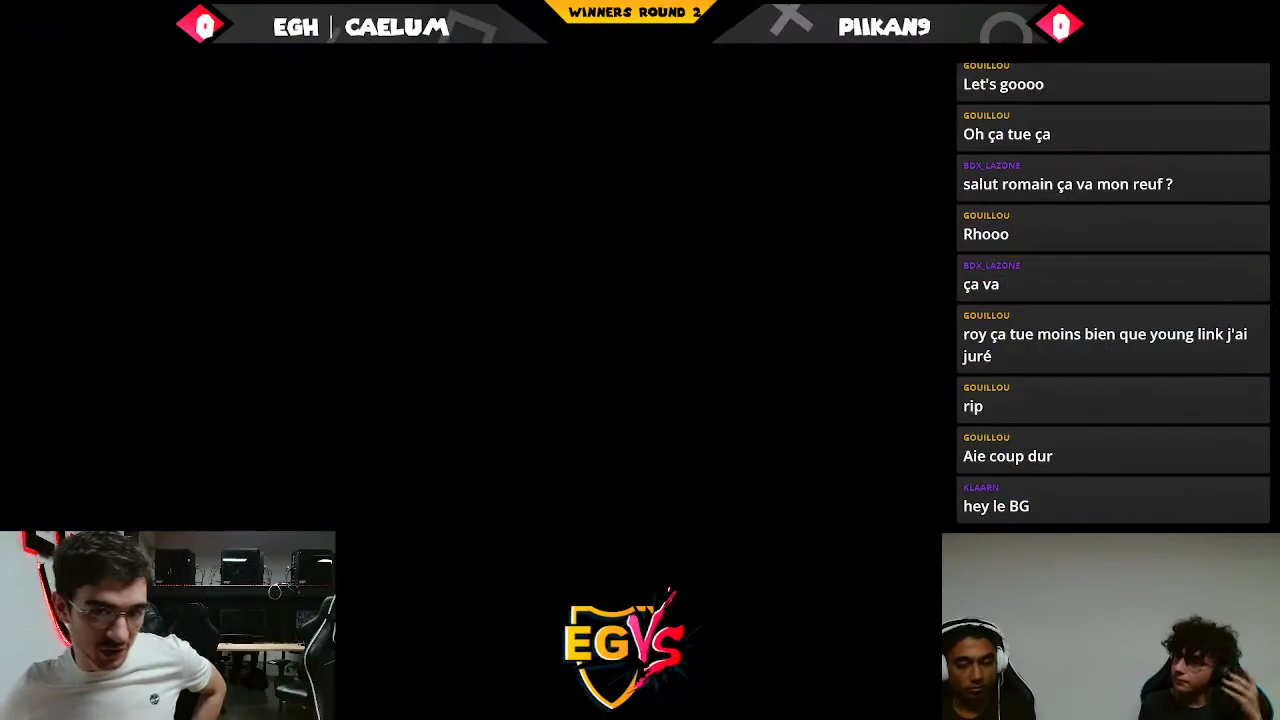 WINNERS ROUND 2
0
EGH | CAELUM
PIIKAN9
0
GOUILLOU
Let's goooo
GOUILLOU
Oh ça tue ça
BDX_LAZONE
salut romain ça va mon reuf ?
GOUILLOU
Rhooo
BDX_LAZONE
ça va
GOUILLOU
roy ça tue moins bien que young link j'ai
juré
GOUILLOU
rip
GOUILLOU
Aie coup dur
KLAARN
hey le BG
EGVS